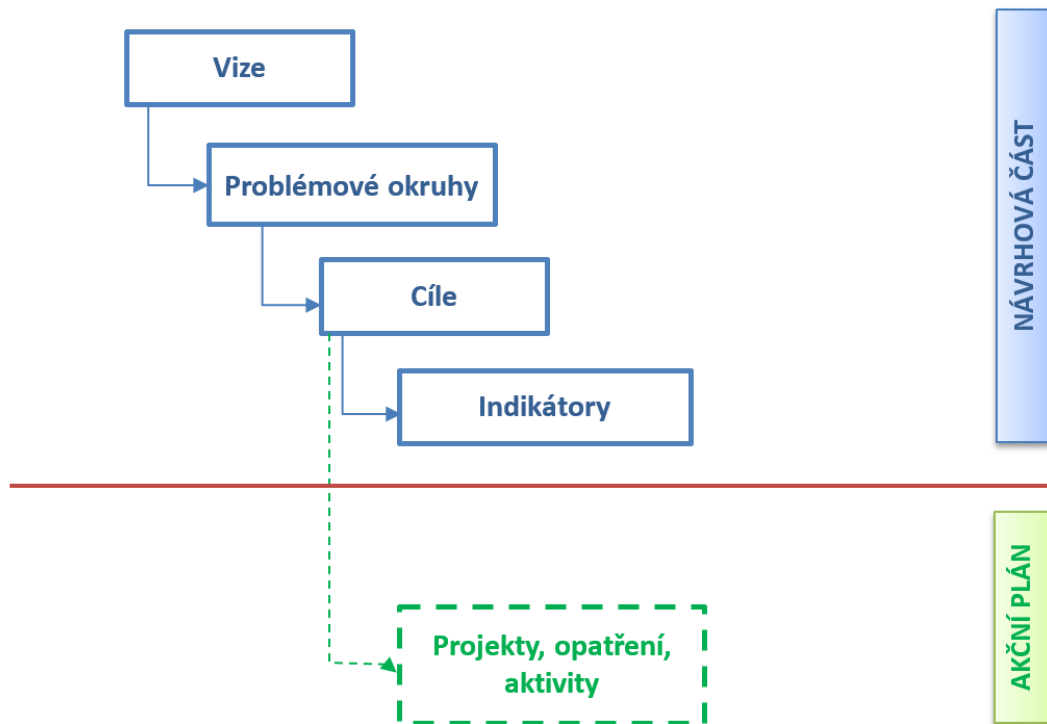 Vize
Problémové okruhy
Cíle
Indikátory
NÁVRHOVÁ ČÁST
Projekty, opatření,
aktivity
AKČNÍ PLÁN